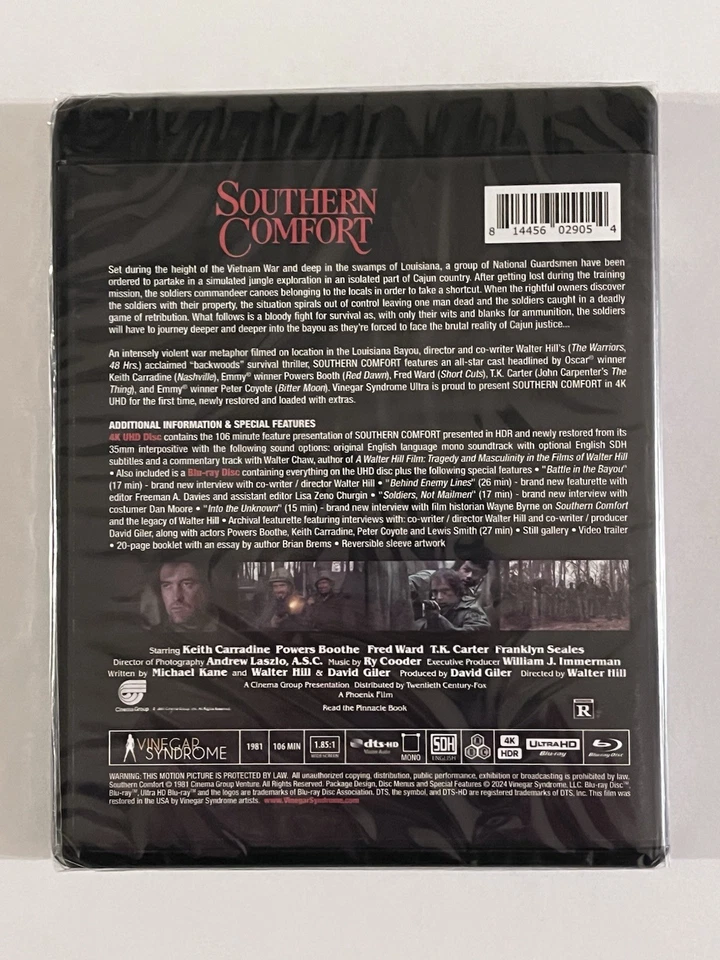 SOUTHERN
COMFORT
8 14456 02905 4
Set during the height of the Vietnam War and deep in the swamps of Louisiana, a group of National Guardsmen have been
ordered to partake in a simulated jungle exploration in an isolated part of Cajun country. After getting lost during the training
mission, the soldiers commandeer canoes belonging to the locals in order to take a shortcut. When the rightful owners discover
the soldiers with their property, the situation spirals out of control leaving one man dead and the soldiers caught in a deadly
game of retribution. What follows is a bloody fight for survival as, with only their wits and blanks for ammunition, the soldiers
will have to journey deeper and deeper into the bayou as they're forced to face the brutal reality of Cajun justice...
An intensely violent war metaphor filmed on location in the Louisiana Bayou, director and co-writer Walter Hill's (The Warriors,
48 Hrs.) acclaimed "backwoods" survival thriller, SOUTHERN COMFORT features an all-star cast headlined by Oscar® winner
Keith Carradine (Nashville), Emmy® winner Powers Booth (Red Dawn), Fred Ward (Short Cuts), T.K. Carter (John Carpenter's The
Thing), and Emmy® winner Peter Coyote (Bitter Moon). Vinegar Syndrome Ultra is proud to present SOUTHERN COMFORT in 4K
UHD for the first time, newly restored and loaded with extras.
ADDITIONAL INFORMATION & SPECIAL FEATURES
4K UHD Disc contains the 106 minute feature presentation of SOUTHERN COMFORT presented in HDR and newly restored from its
35mm interpositive with the following sound options: original English language mono soundtrack with optional English SDH
subtitles and a commentary track with Walter Chaw, author of A Walter Hill Film: Tragedy and Masculinity in the Films of Walter Hill
• Also included is a Blu-ray Disc containing everything on the UHD disc plus the following special features • "Battle in the Bayou"
(17 min) - brand new interview with co-writer / director Walter Hill • "Behind Enemy Lines" (26 min) - brand new featurette with
editor Freeman A. Davies and assistant editor Lisa Zeno Churgin • "Soldiers, Not Mailmen" (17 min) - brand new interview with
costumer Dan Moore • "Into the Unknown" (15 min) - brand new interview with film historian Wayne Byrne on Southern Comfort
and the legacy of Walter Hill • Archival featurette featuring interviews with: co-writer / director Walter Hill and co-writer / producer
David Giler, along with actors Powers Boothe, Keith Carradine, Peter Coyote and Lewis Smith (27 min) • Still gallery • Video trailer
• 20-page booklet with an essay by author Brian Brems • Reversible sleeve artwork
Starring Keith Carradine Powers Boothe Fred Ward T.K. Carter Franklyn Seales
Director of Photography Andrew Laszlo, A.S.C. Music by Ry Cooder Executive Producer William J. Immerman
Written by Michael Kane and Walter Hill & David Giler Produced by David Giler Directed by Walter Hill
A Cinema Group Presentation Distributed by Twentieth Century-Fox
A Phoenix Film
Cinema Group
Read the Pinnacle Book
R
VINEGAR SYNDROME 1981 106 MIN 1.85:1 dts-HD Master Audio MONO SDH ENGLISH ABC 4K HDR ULTRA HD Blu-ray Blu-ray Disc
WARNING: THIS MOTION PICTURE IS PROTECTED BY LAW. All unauthorized copying, distribution, public performance, exhibition or broadcasting is prohibited by law.
Southern Comfort © 1981 Cinema Group Venture. All Rights Reserved. Package Design, Disc Menus and Special Features © 2024 Vinegar Syndrome, LLC. Blu-ray Disc™,
Blu-ray™, Ultra HD Blu-ray™ and the logos are trademarks of Blu-ray Disc Association. DTS, the symbol, and DTS-HD are registered trademarks of DTS, Inc. This film was
restored in the USA by Vinegar Syndrome artists. www.VinegarSyndrome.com